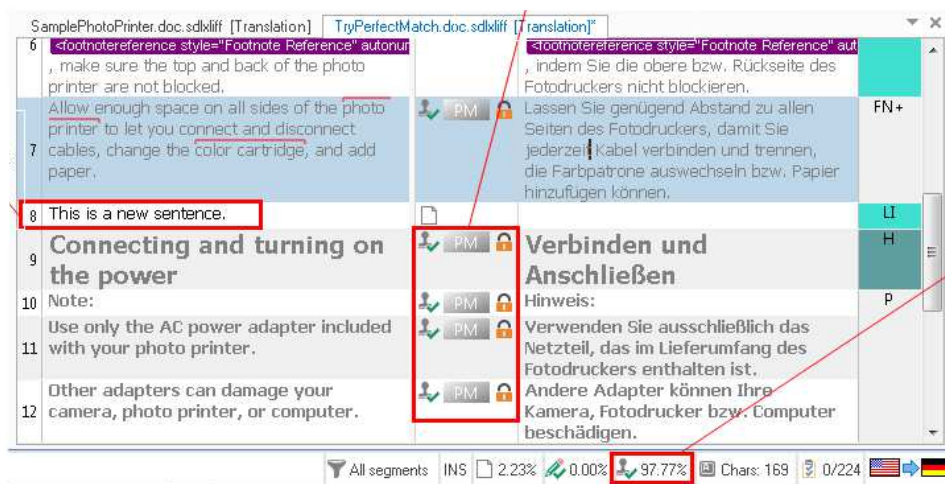 SamplePhotoPrinter.doc.sdlxliff [Translation] TryPerfectMatch.doc.sdlxliff [Translation]*
6 <footnotereference style="Footnote Reference" autonur <footnotereference style="Footnote Reference" aut
, make sure the top and back of the photo , indem Sie die obere bzw. Rückseite des
printer are not blocked. Fotodruckers nicht blockieren.
Allow enough space on all sides of the photo PM Lassen Sie genügend Abstand zu allen FN+
printer to let you connect and disconnect Seiten des Fotodruckers, damit Sie
7 cables, change the color cartridge, and add jederzeit Kabel verbinden und trennen,
paper. die Farbpatrone auswechseln bzw. Papier
hinzufügen können.
8 This is a new sentence. LI
9 Connecting and turning on PM Verbinden und H
the power Anschließen
10 Note: PM Hinweis: P
Use only the AC power adapter included PM Verwenden Sie ausschließlich das
11 with your photo printer. Netzteil, das im Lieferumfang des
Fotodruckers enthalten ist.
Other adapters can damage your PM Andere Adapter können Ihre
12 camera, photo printer, or computer. Kamera, Fotodrucker bzw. Computer
beschädigen.
All segments INS 2.23% 0.00% 97.77% Chars: 169 0/224